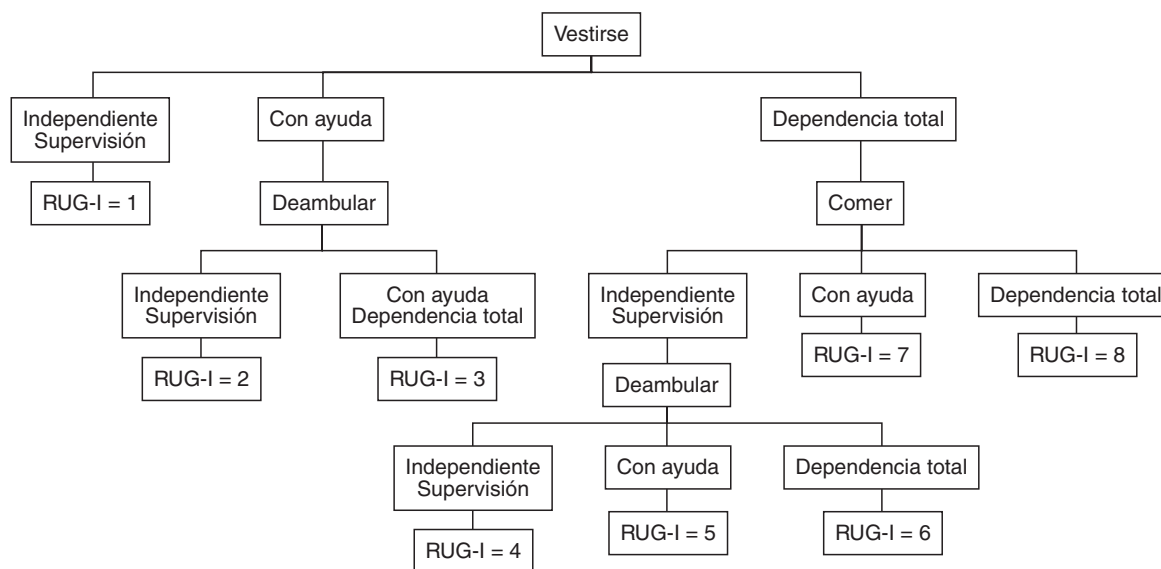 Vestirse
Independiente
Supervisión
Con ayuda
Dependencia total
RUG-I = 1
Deambular
Comer
Independiente
Supervisión
Con ayuda
Dependencia total
Independiente
Supervisión
Con ayuda
Dependencia total
RUG-I = 2
RUG-I = 3
RUG-I = 7
RUG-I = 8
Deambular
Independiente
Supervisión
Con ayuda
Dependencia total
RUG-I = 4
RUG-I = 5
RUG-I = 6